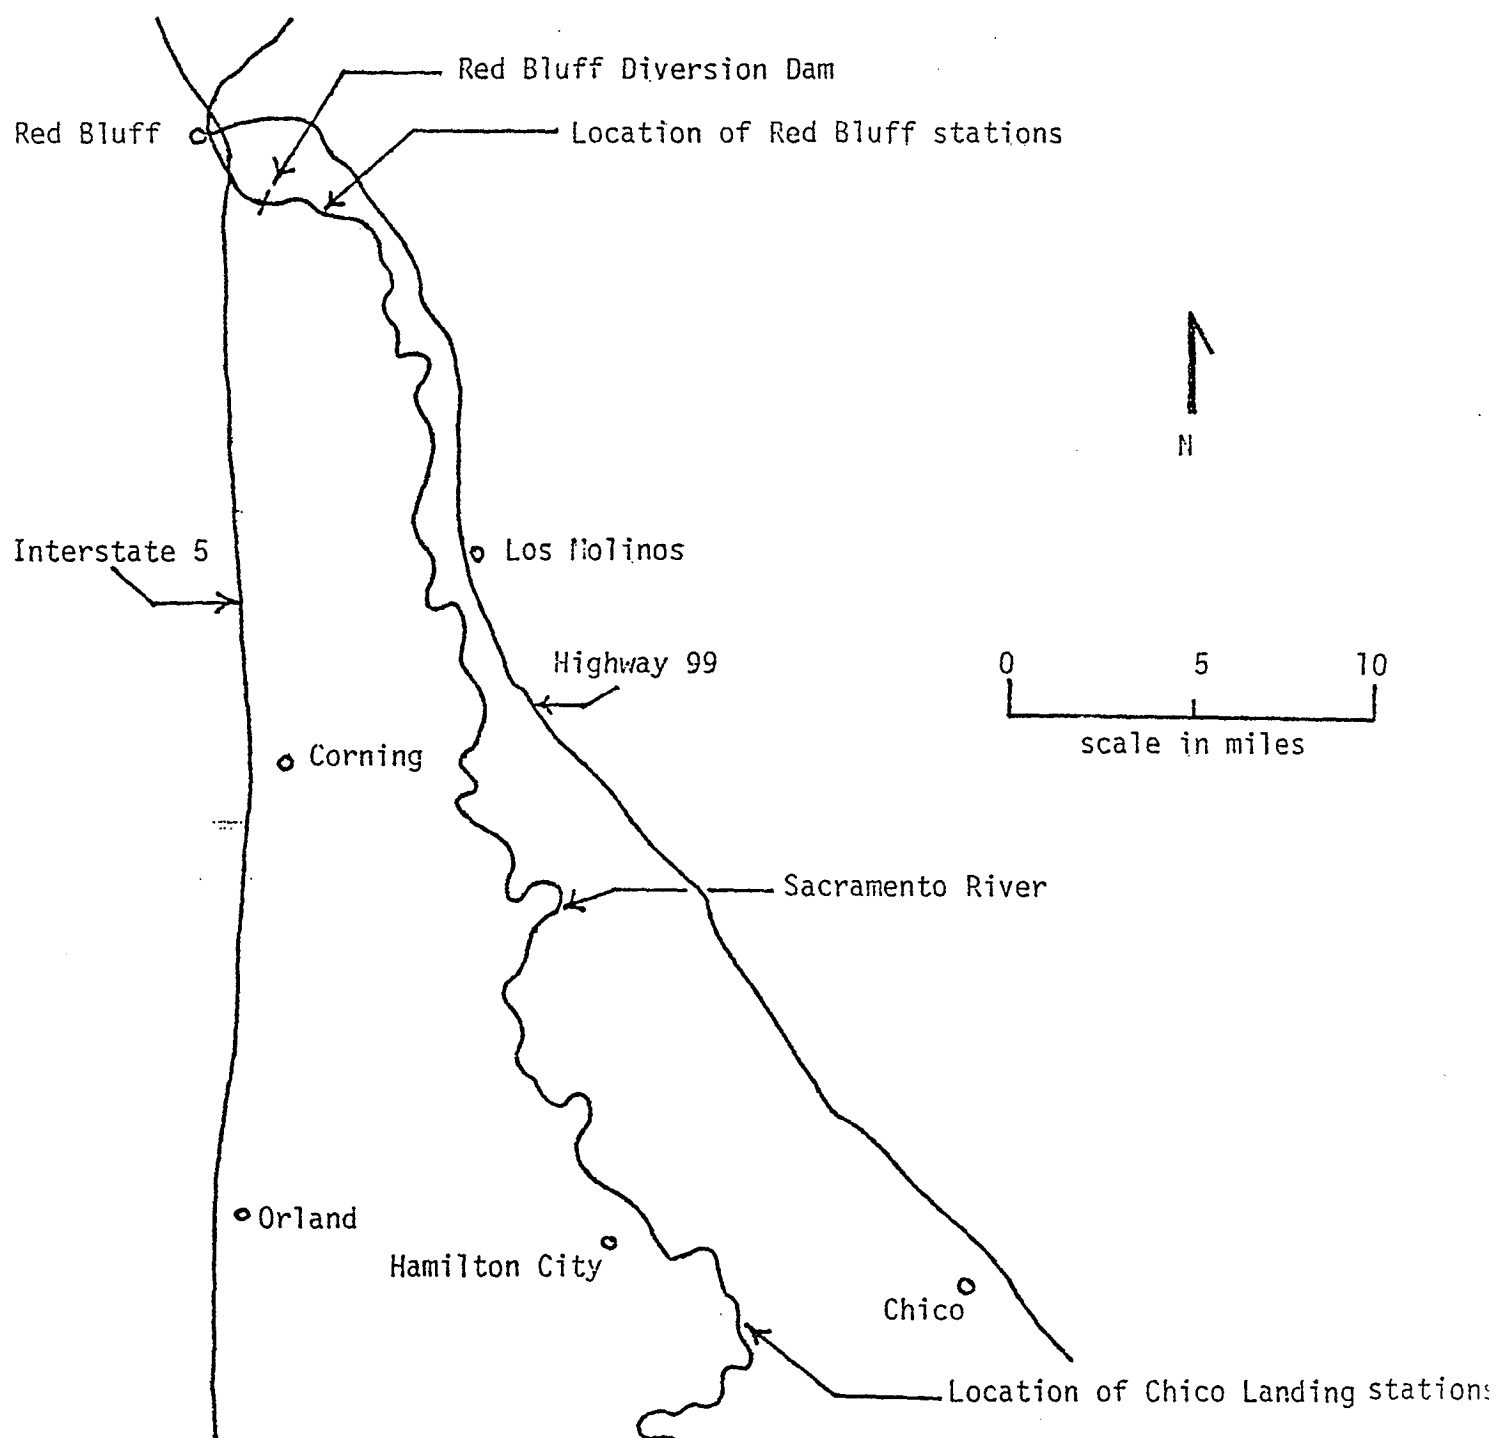 Red Bluff Diversion Dam
Red Bluff
Location of Red Bluff stations
N
Interstate 5
Los Molinos
Highway 99
0 5 10
scale in miles
Corning
Sacramento River
Orland
Hamilton City
Chico
Location of Chico Landing stations